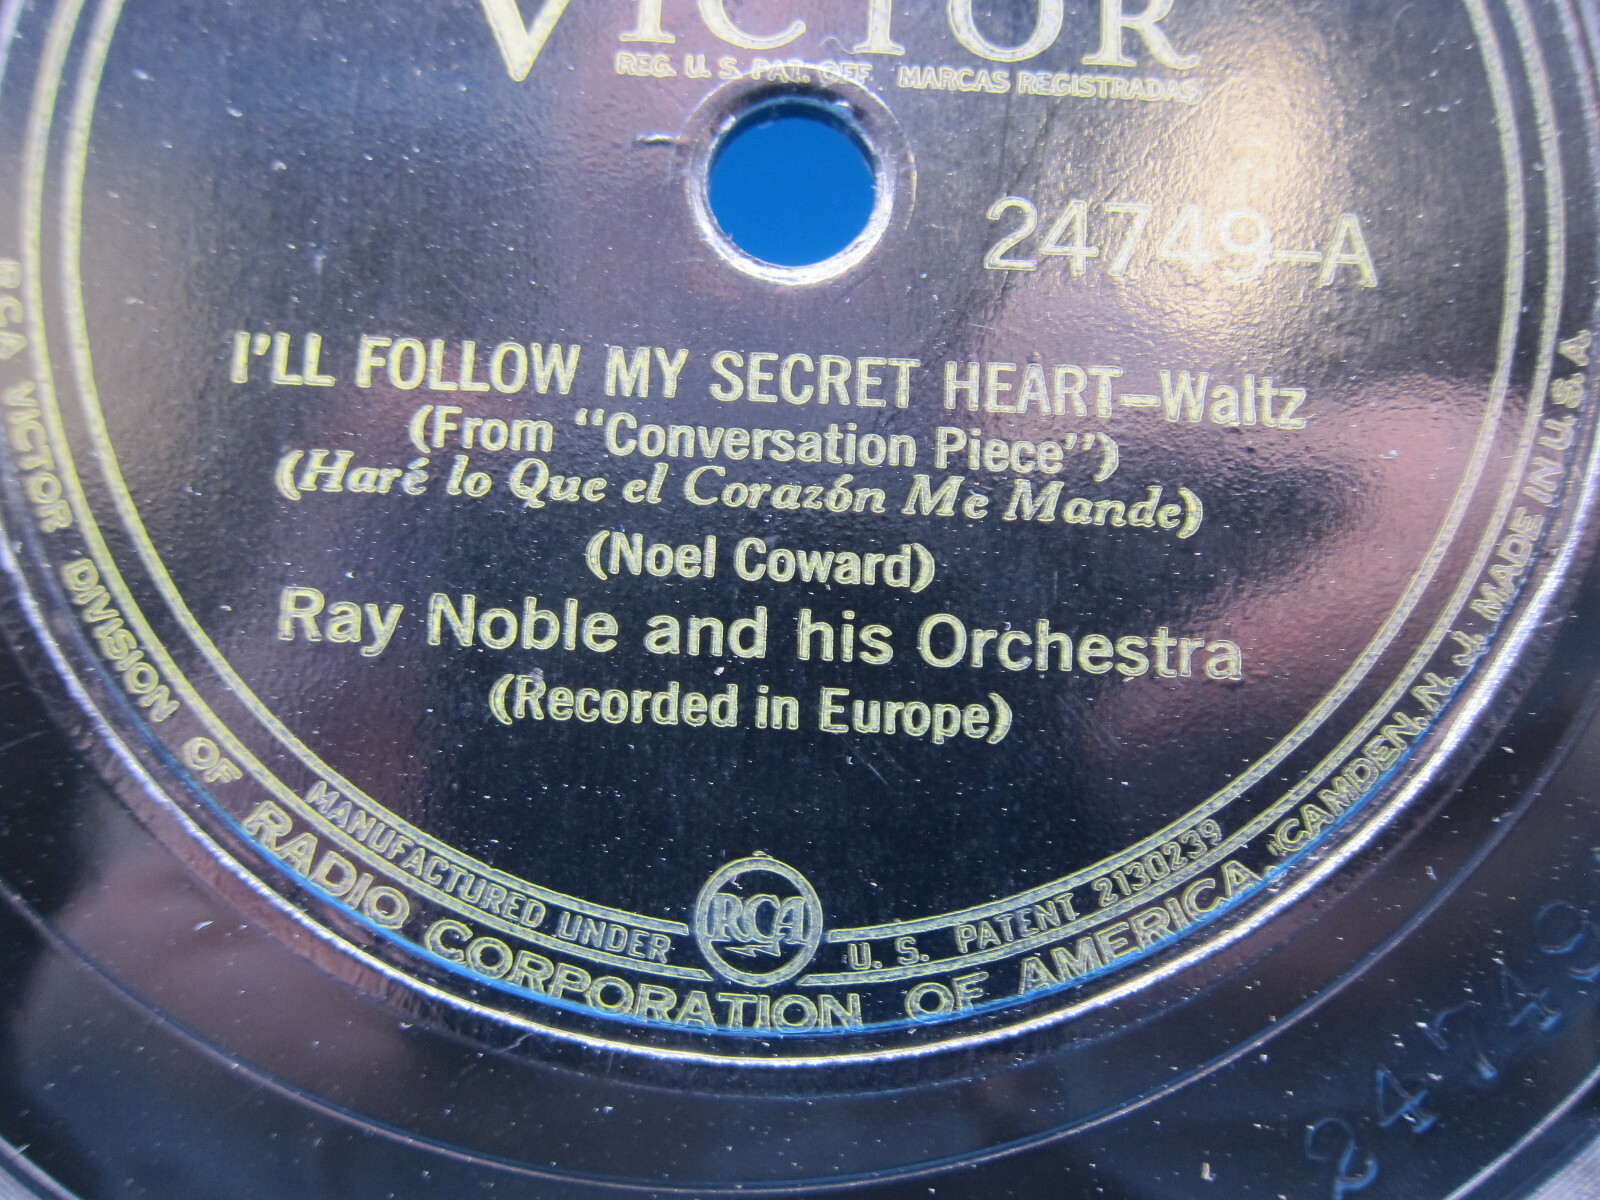 VICTOR
REG. U. S. PAT. OFF. MARCAS REGISTRADAS
24749-A
I'LL FOLLOW MY SECRET HEART—Waltz
(From "Conversation Piece")
(Haré lo Que el Corazón Me Mande)
(Noel Coward)
Ray Noble and his Orchestra
(Recorded in Europe)
MANUFACTURED UNDER RCA U. S. PATENT 2130239
RCA VICTOR DIVISION OF RADIO CORPORATION OF AMERICA, CAMDEN, N. J. MADE IN U. S. A.
24749